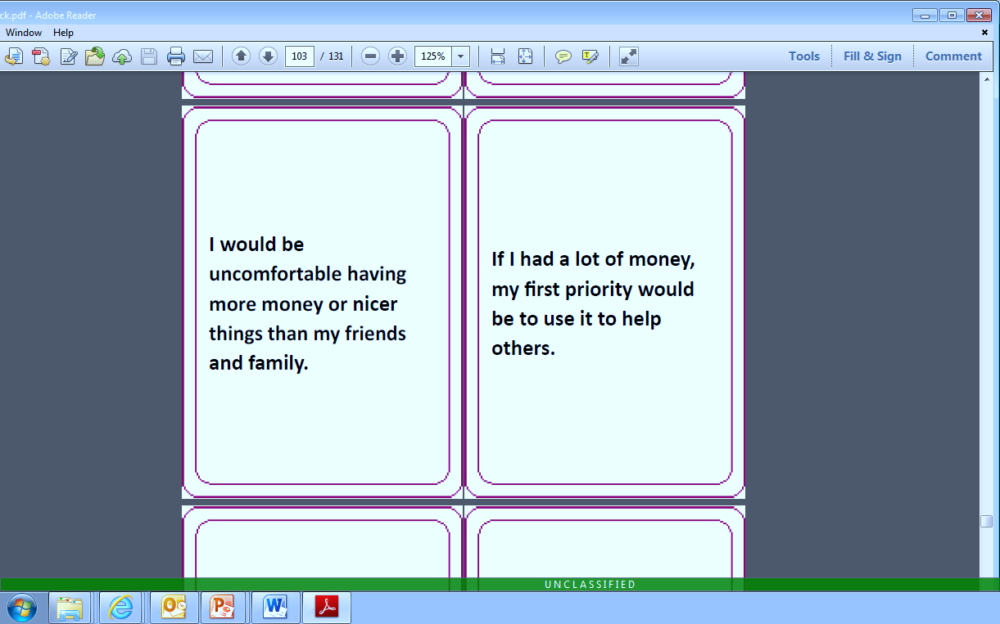 ck.pdf - Adobe Reader
Window Help
103 / 131 125% Tools Fill & Sign Comment
I would be
uncomfortable having
more money or nicer
things than my friends
and family.
If I had a lot of money,
my first priority would
be to use it to help
others.
UNCLASSIFIED